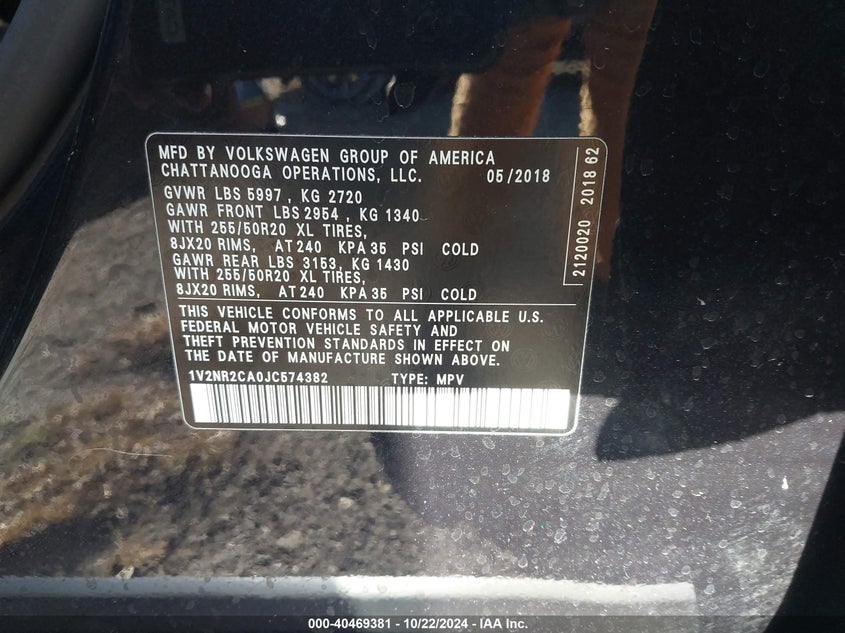 MFD BY VOLKSWAGEN GROUP OF AMERICA
CHATTANOOGA OPERATIONS, LLC. 05/2018
GVWR LBS 5997 , KG 2720
GAWR FRONT LBS 2954 , KG 1340
WITH 255/50R20 XL TIRES,
8JX20 RIMS, AT 240 KPA 35 PSI COLD
GAWR REAR LBS 3153, KG 1430
WITH 255/50R20 XL TIRES,
8JX20 RIMS, AT 240 KPA 35 PSI COLD
2120020 2018 62
THIS VEHICLE CONFORMS TO ALL APPLICABLE U.S.
FEDERAL MOTOR VEHICLE SAFETY AND
THEFT PREVENTION STANDARDS IN EFFECT ON
THE DATE OF MANUFACTURE SHOWN ABOVE.
1V2NR2CA0JC574382 TYPE: MPV
000-40469381 - 10/22/2024 - IAA Inc.